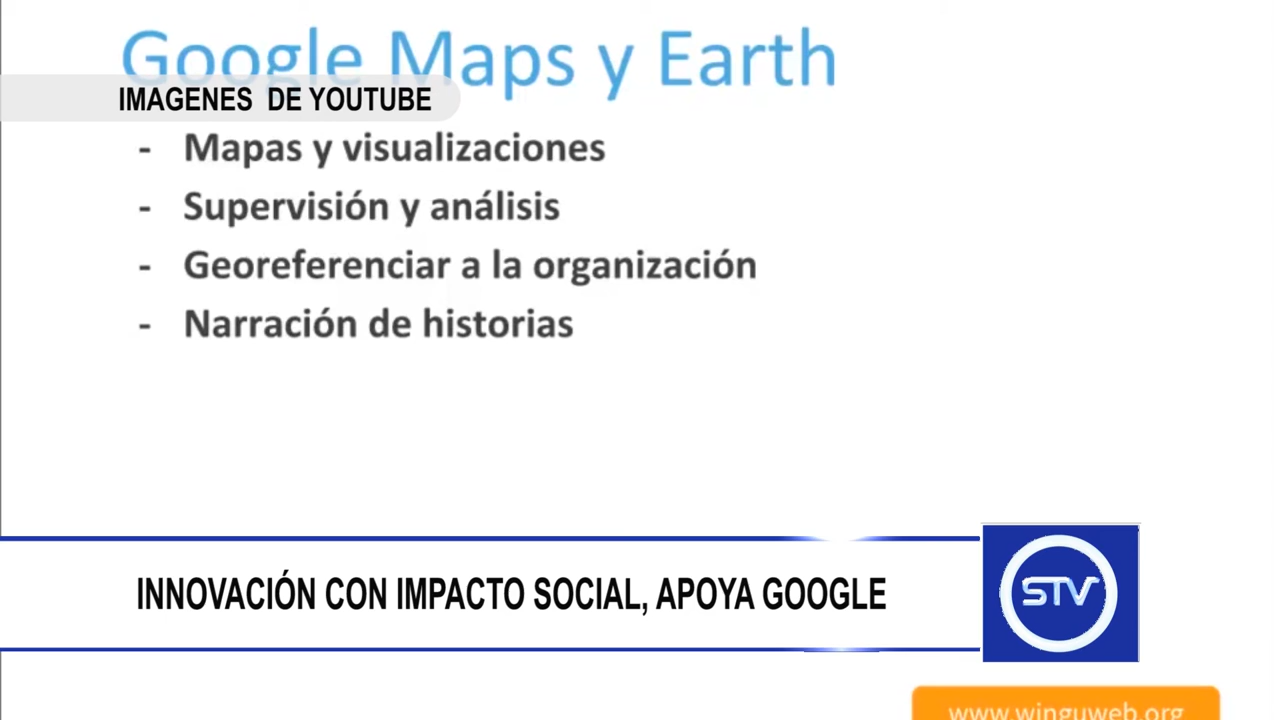 Google Maps y Earth
IMAGENES DE YOUTUBE
- Mapas y visualizaciones
- Supervisión y análisis
- Georeferenciar a la organización
- Narración de historias
INNOVACIÓN CON IMPACTO SOCIAL, APOYA GOOGLE
STV
www.winguweb.org